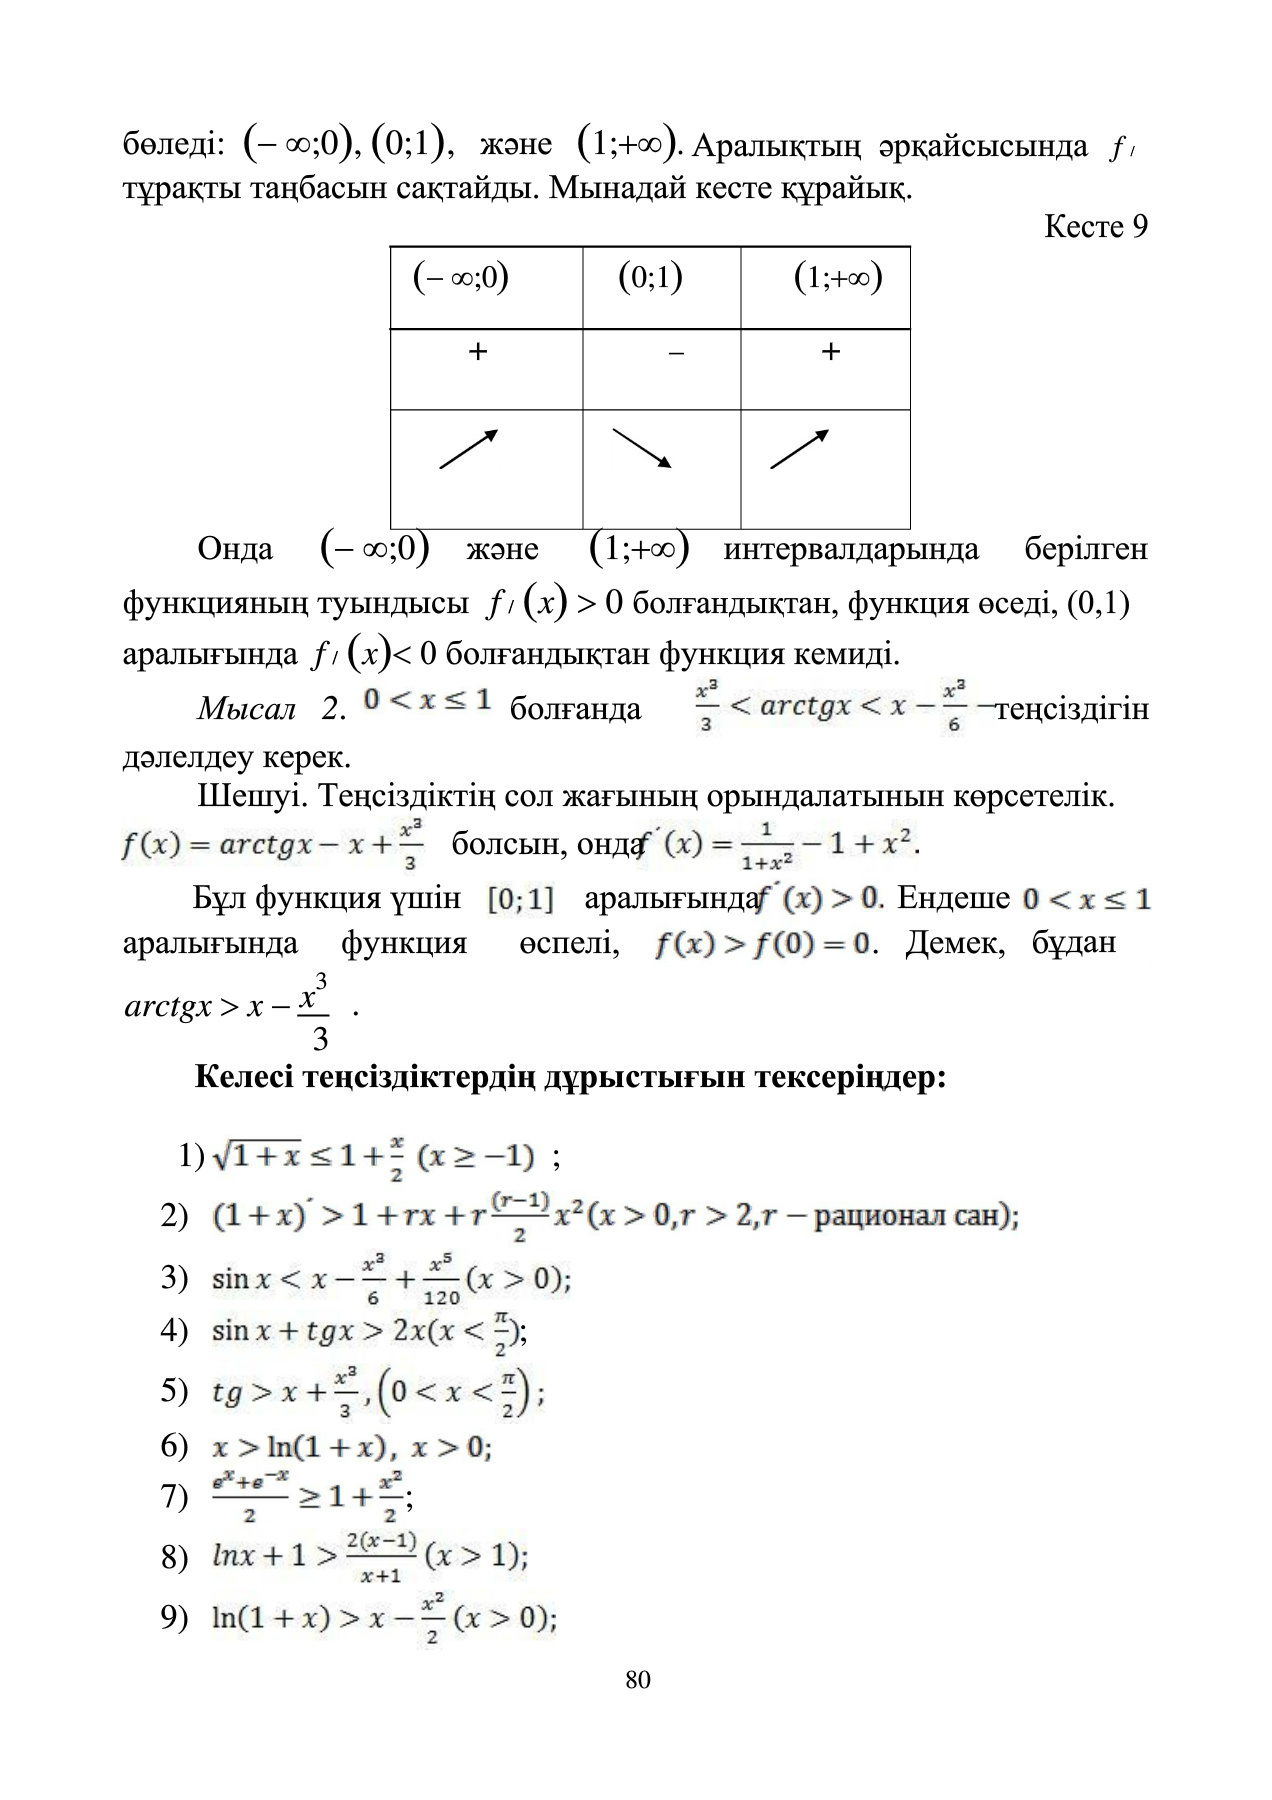 бөледі: (– ∞;0), (0;1), және (1;+∞). Аралықтың әрқайсысында f /
тұрақты таңбасын сақтайды. Мынадай кесте құрайық.
Кесте 9
(– ∞;0) (0;1) (1;+∞)
+ – +
Онда (– ∞;0) және (1;+∞) интервалдарында берілген
функцияның туындысы f / (x) > 0 болғандықтан, функция өседі, (0,1)
аралығында f / (x)< 0 болғандықтан функция кемиді.
Мысал 2. 0 < x ≤ 1 болғанда x³/3 < arctgx < x − x³/6 −теңсіздігін
дәлелдеу керек.
Шешуі. Теңсіздіктің сол жағының орындалатынын көрсетелік.
f(x) = arctgx − x + x³/3 болсын, онда f´(x) = 1/(1+x²) − 1 + x².
Бұл функция үшін [0;1] аралығында f´(x) > 0. Ендеше 0 < x ≤ 1
аралығында функция өспелі, f(x) > f(0) = 0. Демек, бұдан
arctgx > x − x³/3 .
Келесі теңсіздіктердің дұрыстығын тексеріңдер:
1) √(1 + x) ≤ 1 + x/2 (x ≥ −1) ;
2) (1 + x)´ > 1 + rx + r (r−1)/2 x² (x > 0, r > 2, r − рационал сан);
3) sin x < x − x³/6 + x⁵/120 (x > 0);
4) sin x + tgx > 2x(x < π/2);
5) tg > x + x³/3 , (0 < x < π/2) ;
6) x > ln(1 + x), x > 0;
7) (eˣ+e⁻ˣ)/2 ≥ 1 + x²/2;
8) lnx + 1 > 2(x−1)/(x+1) (x > 1);
9) ln(1 + x) > x − x²/2 (x > 0);
80